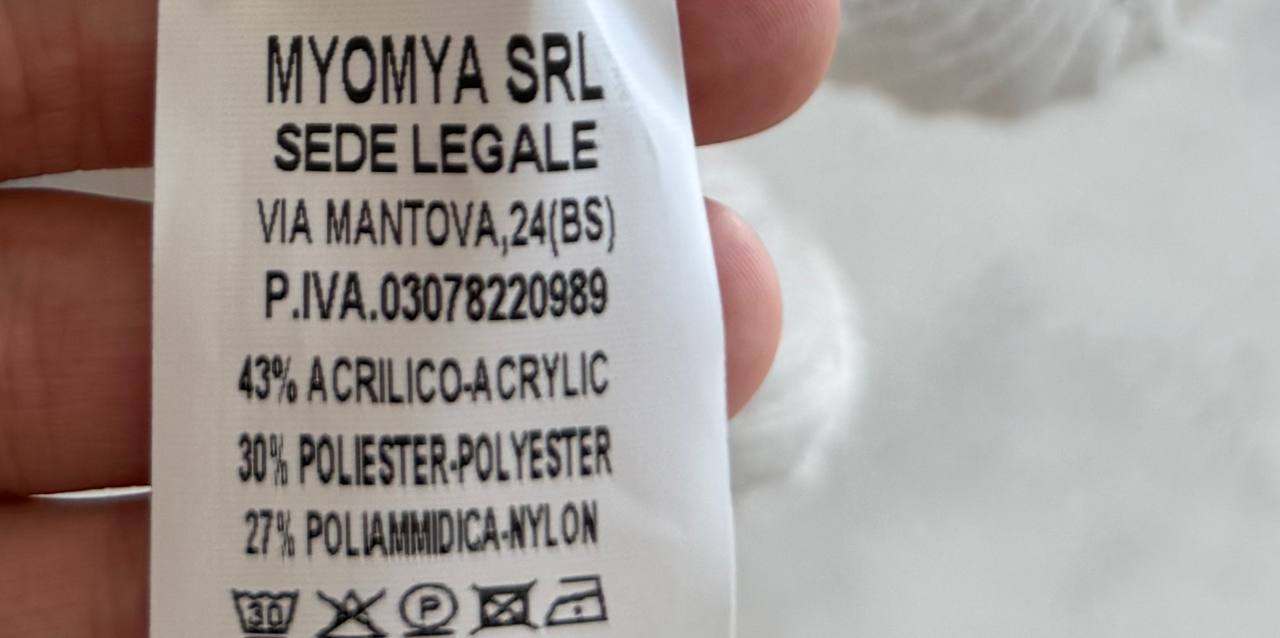 MYOMYA SRL
SEDE LEGALE
VIA MANTOVA,24(BS)
P.IVA.03078220989
43% ACRILICO-ACRYLIC
30% POLIESTER-POLYESTER
27% POLIAMMIDICA-NYLON
30 P